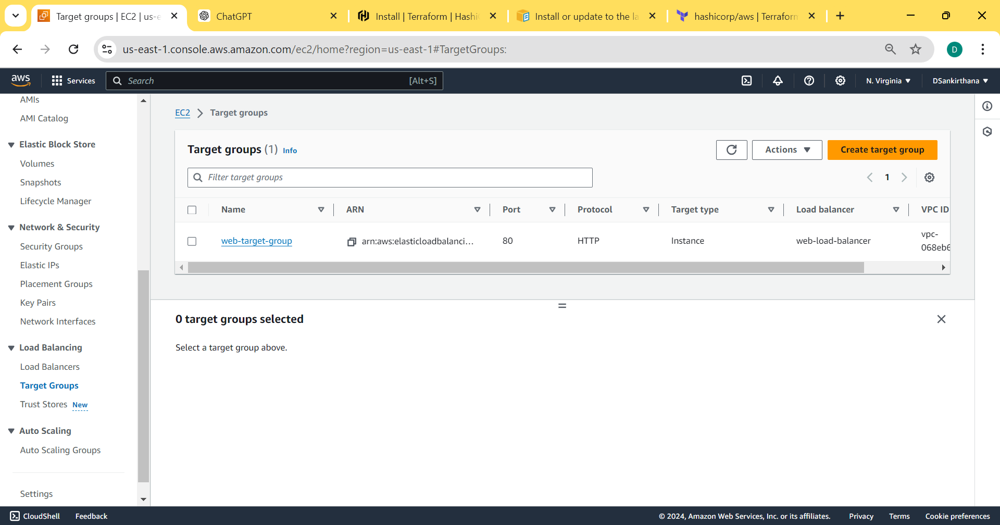 Target groups | EC2 | us-e
ChatGPT
Install | Terraform | Hashi
Install or update to the la
hashicorp/aws | Terraform
us-east-1.console.aws.amazon.com/ec2/home?region=us-east-1#TargetGroups:
D
aws
Services
Search
[Alt+S]
N. Virginia
DSankirthana
AMIs
AMI Catalog
Elastic Block Store
Volumes
Snapshots
Lifecycle Manager
Network & Security
Security Groups
Elastic IPs
Placement Groups
Key Pairs
Network Interfaces
Load Balancing
Load Balancers
Target Groups
Trust Stores New
Auto Scaling
Auto Scaling Groups
Settings
EC2 > Target groups
Target groups (1) Info
Actions
Create target group
Filter target groups
1
Name ARN Port Protocol Target type Load balancer VPC ID
web-target-group arn:aws:elasticloadbalanci... 80 HTTP Instance web-load-balancer vpc-
068eb6
0 target groups selected
Select a target group above.
CloudShell Feedback © 2024, Amazon Web Services, Inc. or its affiliates. Privacy Terms Cookie preferences